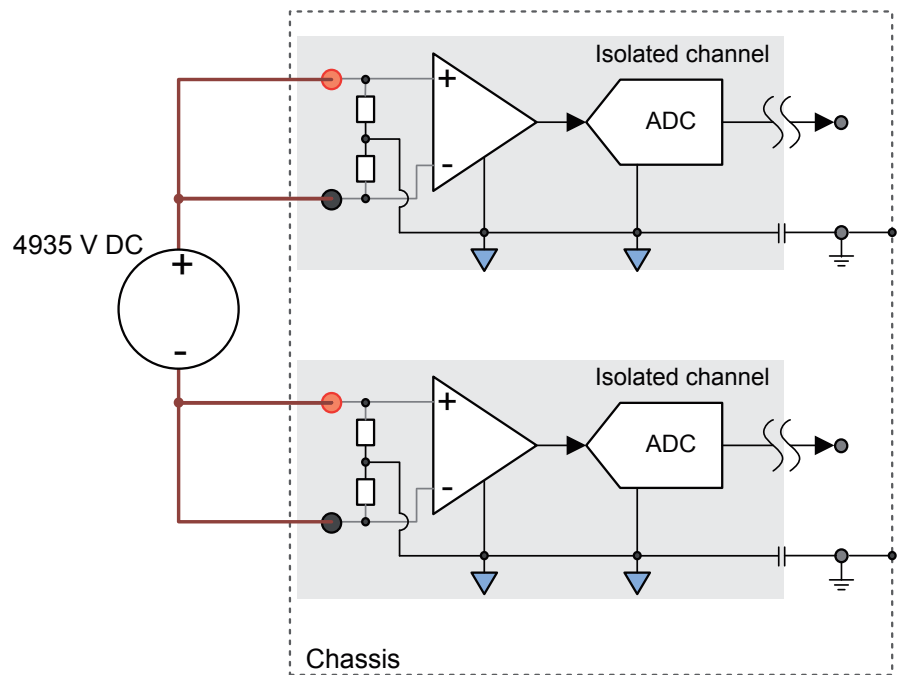 Isolated channel
+
ADC
-
4935 V DC
+
-
Isolated channel
+
ADC
-
Chassis